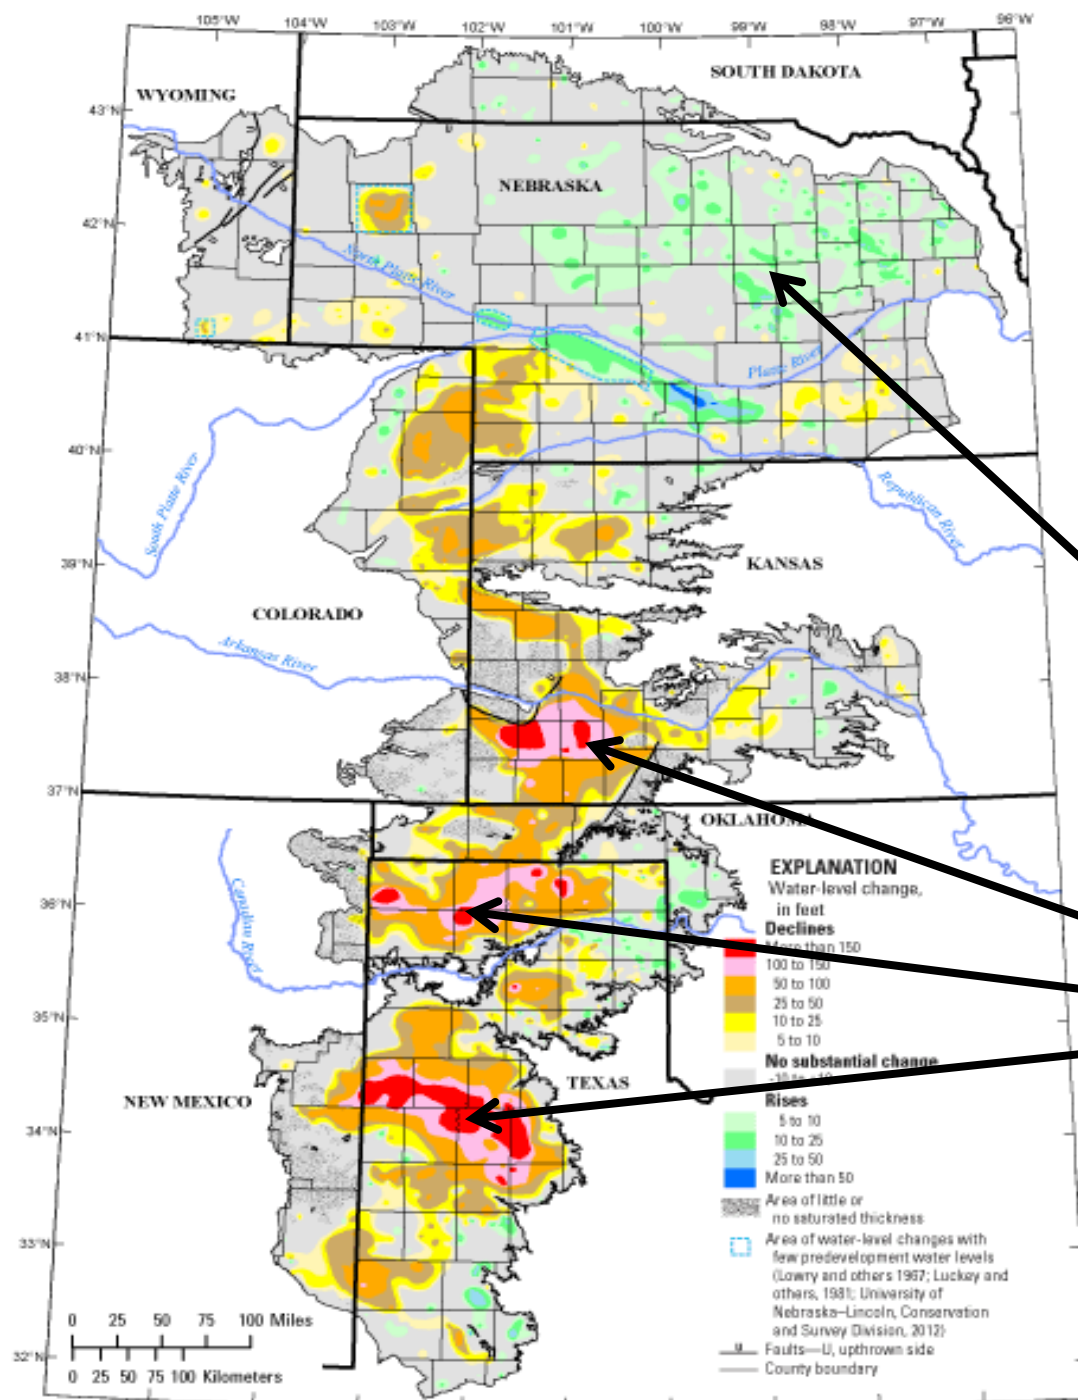 105°W 104°W 103°W 102°W 101°W 100°W 99°W 98°W 97°W 96°W
SOUTH DAKOTA
WYOMING
43°N
NEBRASKA
42°N
North Platte River
41°N
Platte River
40°N
South Platte River
Republican River
39°N
KANSAS
COLORADO
Arkansas River
38°N
37°N
OKLAHOMA
EXPLANATION
Water-level change,
in feet
Declines
More than 150
100 to 150
50 to 100
25 to 50
10 to 25
5 to 10
No substantial change
Rises
5 to 10
10 to 25
25 to 50
More than 50
Area of little or
no saturated thickness
Area of water-level changes with
few predevelopment water levels
(Lowry and others 1967; Luckey and
others, 1981; University of
Nebraska–Lincoln, Conservation
and Survey Division, 2012)
U Faults—U, upthrown side
County boundary
36°N
Canadian River
35°N
TEXAS
NEW MEXICO
34°N
33°N
0 25 50 75 100 Miles
0 25 50 75 100 Kilometers
32°N